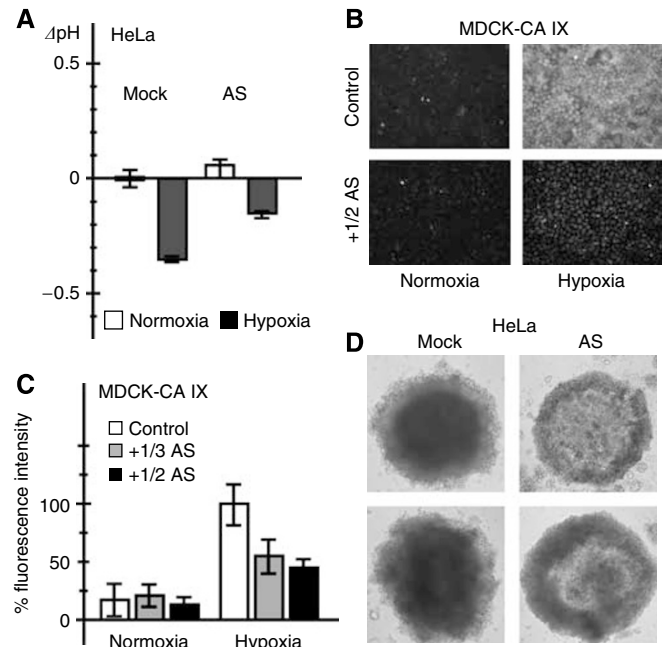 A
ΔpH
HeLa
0.5
Mock AS
0
−0.5
Normoxia Hypoxia
B
MDCK-CA IX
Control
+1/2 AS
Normoxia Hypoxia
C
MDCK-CA IX
Control
+1/3 AS
+1/2 AS
% fluorescence intensity
100
50
0
Normoxia Hypoxia
D
HeLa
Mock AS